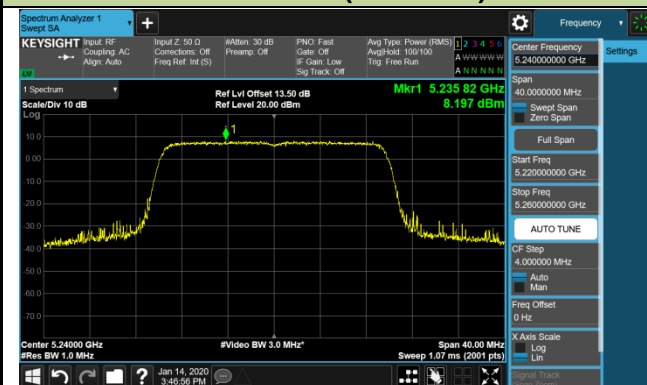 Spectrum Analyzer 1
Swept SA
+
Frequency
KEYSIGHT
Input: RF
Coupling: AC
Align: Auto
Input Z: 50 Ω
Corrections: Off
Freq Ref: Int (S)
#Atten: 30 dB
Preamp: Off
PNO: Fast
Gate: Off
IF Gain: Low
Sig Track: Off
Avg Type: Power (RMS)
Avg|Hold: 100/100
Trig: Free Run
1 2 3 4 5 6
A W W W W W
A N N N N N
Center Frequency
5.240000000 GHz
Settings
Span
40.0000000 MHz
Swept Span
Zero Span
Full Span
Start Freq
5.220000000 GHz
Stop Freq
5.260000000 GHz
AUTO TUNE
CF Step
4.000000 MHz
Auto
Man
Freq Offset
0 Hz
X Axis Scale
Log
Lin
Signal Track
1 Spectrum
Scale/Div 10 dB
Log
Ref Lvl Offset 13.50 dB
Ref Level 20.00 dBm
Mkr1 5.235 82 GHz
8.197 dBm
1
10.0
0.00
-10.0
-20.0
-30.0
-40.0
-50.0
-60.0
-70.0
Center 5.24000 GHz
#Res BW 1.0 MHz
#Video BW 3.0 MHz*
Span 40.00 MHz
Sweep 1.07 ms (2001 pts)
?
Jan 14, 2020
3:46:56 PM